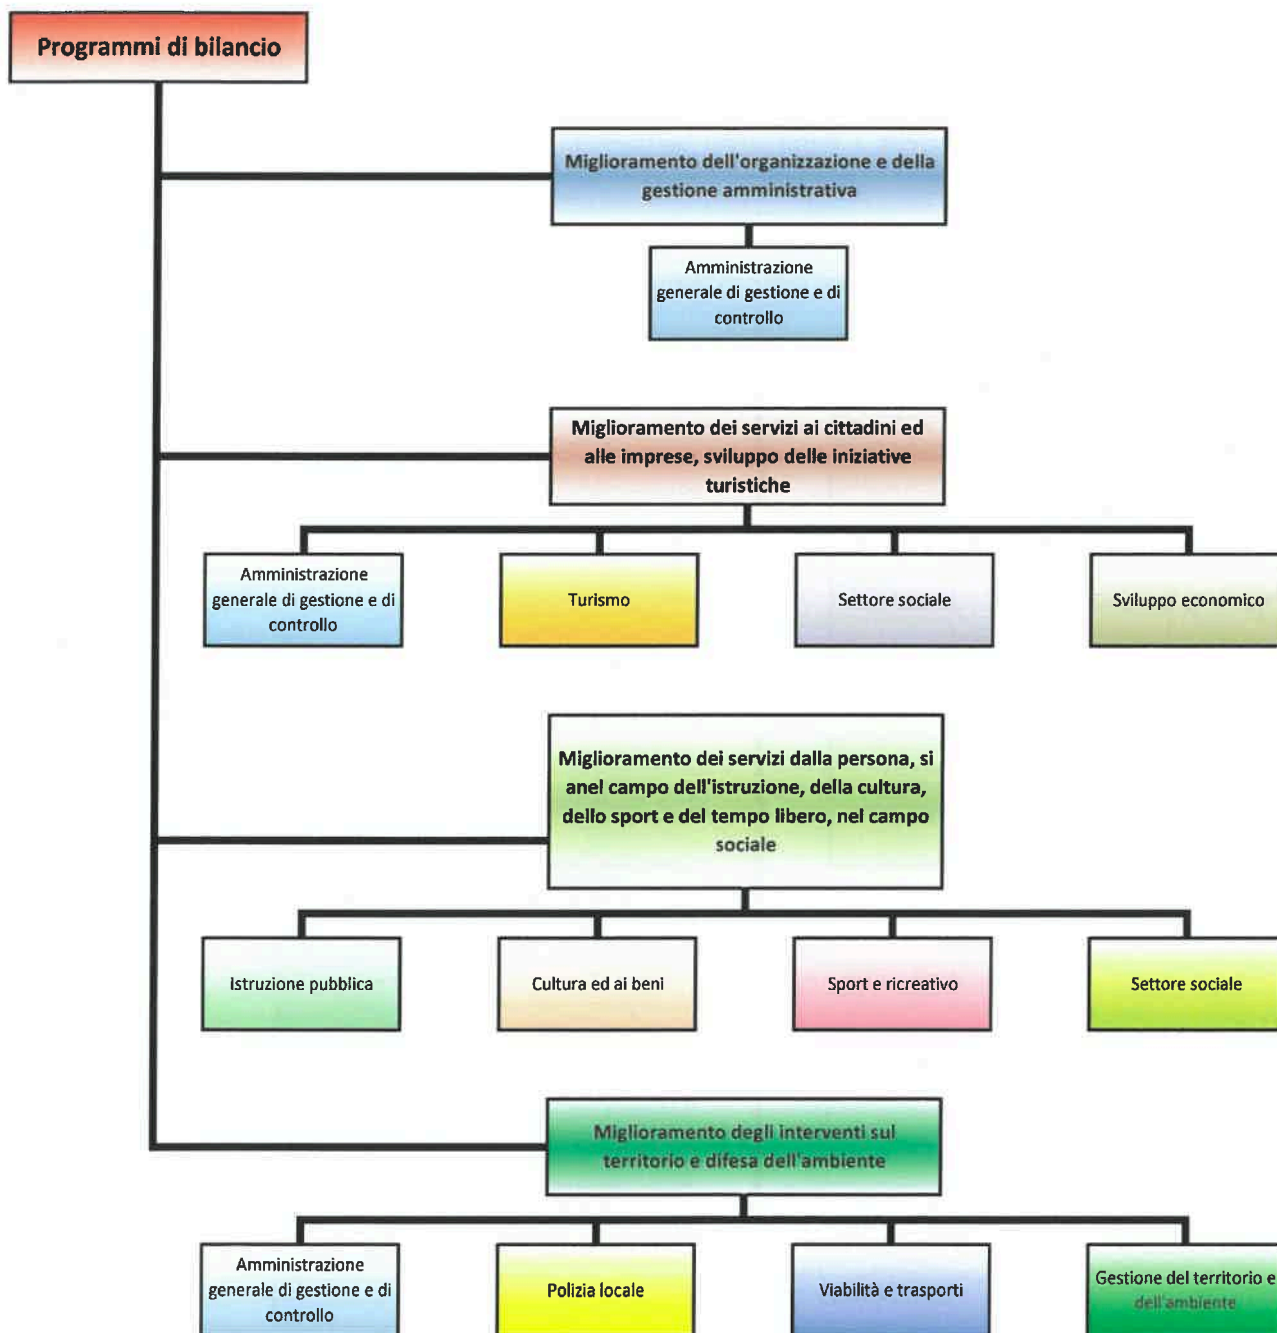 Programmi di bilancio
Miglioramento dell'organizzazione e della
gestione amministrativa
Amministrazione
generale di gestione e di
controllo
Miglioramento dei servizi ai cittadini ed
alle imprese, sviluppo delle iniziative
turistiche
Amministrazione
generale di gestione e di
controllo
Turismo
Settore sociale
Sviluppo economico
Miglioramento dei servizi dalla persona, si
anel campo dell'istruzione, della cultura,
dello sport e del tempo libero, nel campo
sociale
Istruzione pubblica
Cultura ed ai beni
Sport e ricreativo
Settore sociale
Miglioramento degli interventi sul
territorio e difesa dell'ambiente
Amministrazione
generale di gestione e di
controllo
Polizia locale
Viabilità e trasporti
Gestione del territorio e
dell'ambiente